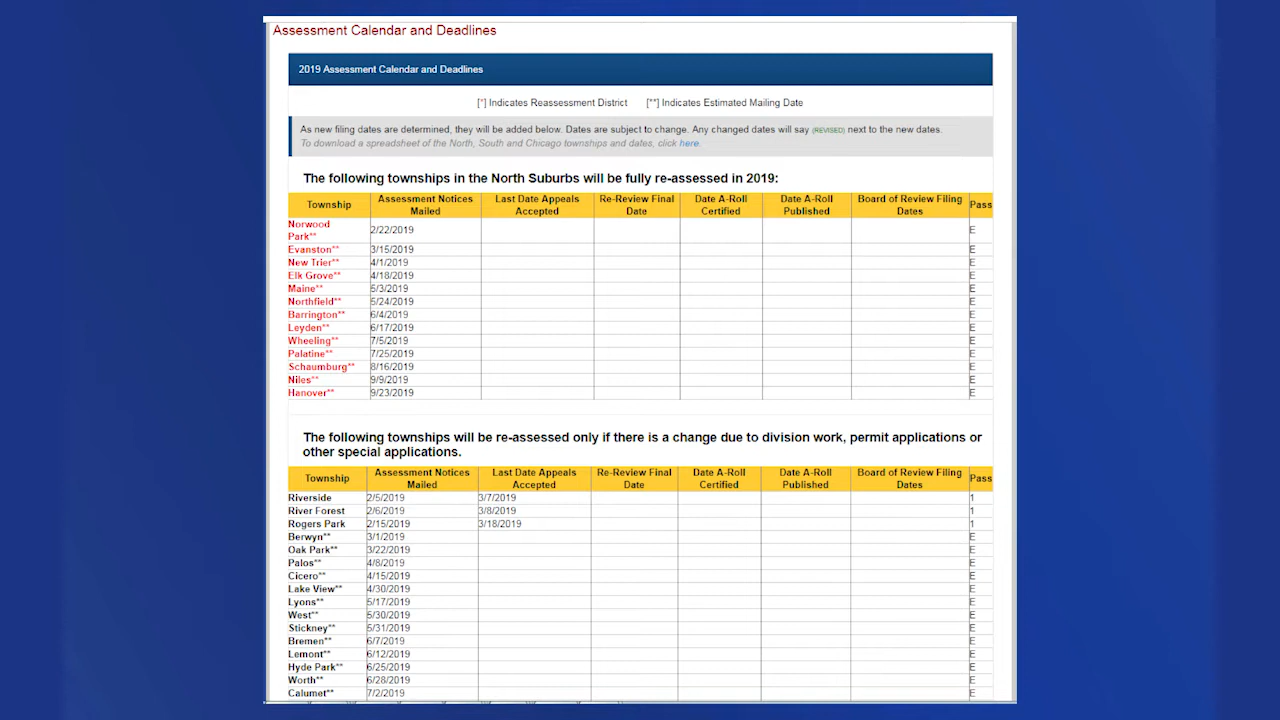 Assessment Calendar and Deadlines
2019 Assessment Calendar and Deadlines
[*] Indicates Reassessment District [**] Indicates Estimated Mailing Date
As new filing dates are determined, they will be added below. Dates are subject to change. Any changed dates will say (REVISED) next to the new dates.
To download a spreadsheet of the North, South and Chicago townships and dates, click here.
The following townships in the North Suburbs will be fully re-assessed in 2019:
Township Assessment Notices Mailed Last Date Appeals Accepted Re-Review Final Date Date A-Roll Certified Date A-Roll Published Board of Review Filing Dates Pass
Norwood Park** 2/22/2019 E
Evanston** 3/15/2019 E
New Trier** 4/1/2019 E
Elk Grove** 4/18/2019 E
Maine** 5/3/2019 E
Northfield** 5/24/2019 E
Barrington** 6/4/2019 E
Leyden** 6/17/2019 E
Wheeling** 7/5/2019 E
Palatine** 7/25/2019 E
Schaumburg** 8/16/2019 E
Niles** 9/9/2019 E
Hanover** 9/23/2019 E
The following townships will be re-assessed only if there is a change due to division work, permit applications or
other special applications.
Township Assessment Notices Mailed Last Date Appeals Accepted Re-Review Final Date Date A-Roll Certified Date A-Roll Published Board of Review Filing Dates Pass
Riverside 2/5/2019 3/7/2019 1
River Forest 2/6/2019 3/8/2019 1
Rogers Park 2/15/2019 3/18/2019 1
Berwyn** 3/1/2019 E
Oak Park** 3/22/2019 E
Palos** 4/8/2019 E
Cicero** 4/15/2019 E
Lake View** 4/30/2019 E
Lyons** 5/17/2019 E
West** 5/30/2019 E
Stickney** 5/31/2019 E
Bremen** 6/7/2019 E
Lemont** 6/12/2019 E
Hyde Park** 6/25/2019 E
Worth** 6/28/2019 E
Calumet** 7/2/2019 E